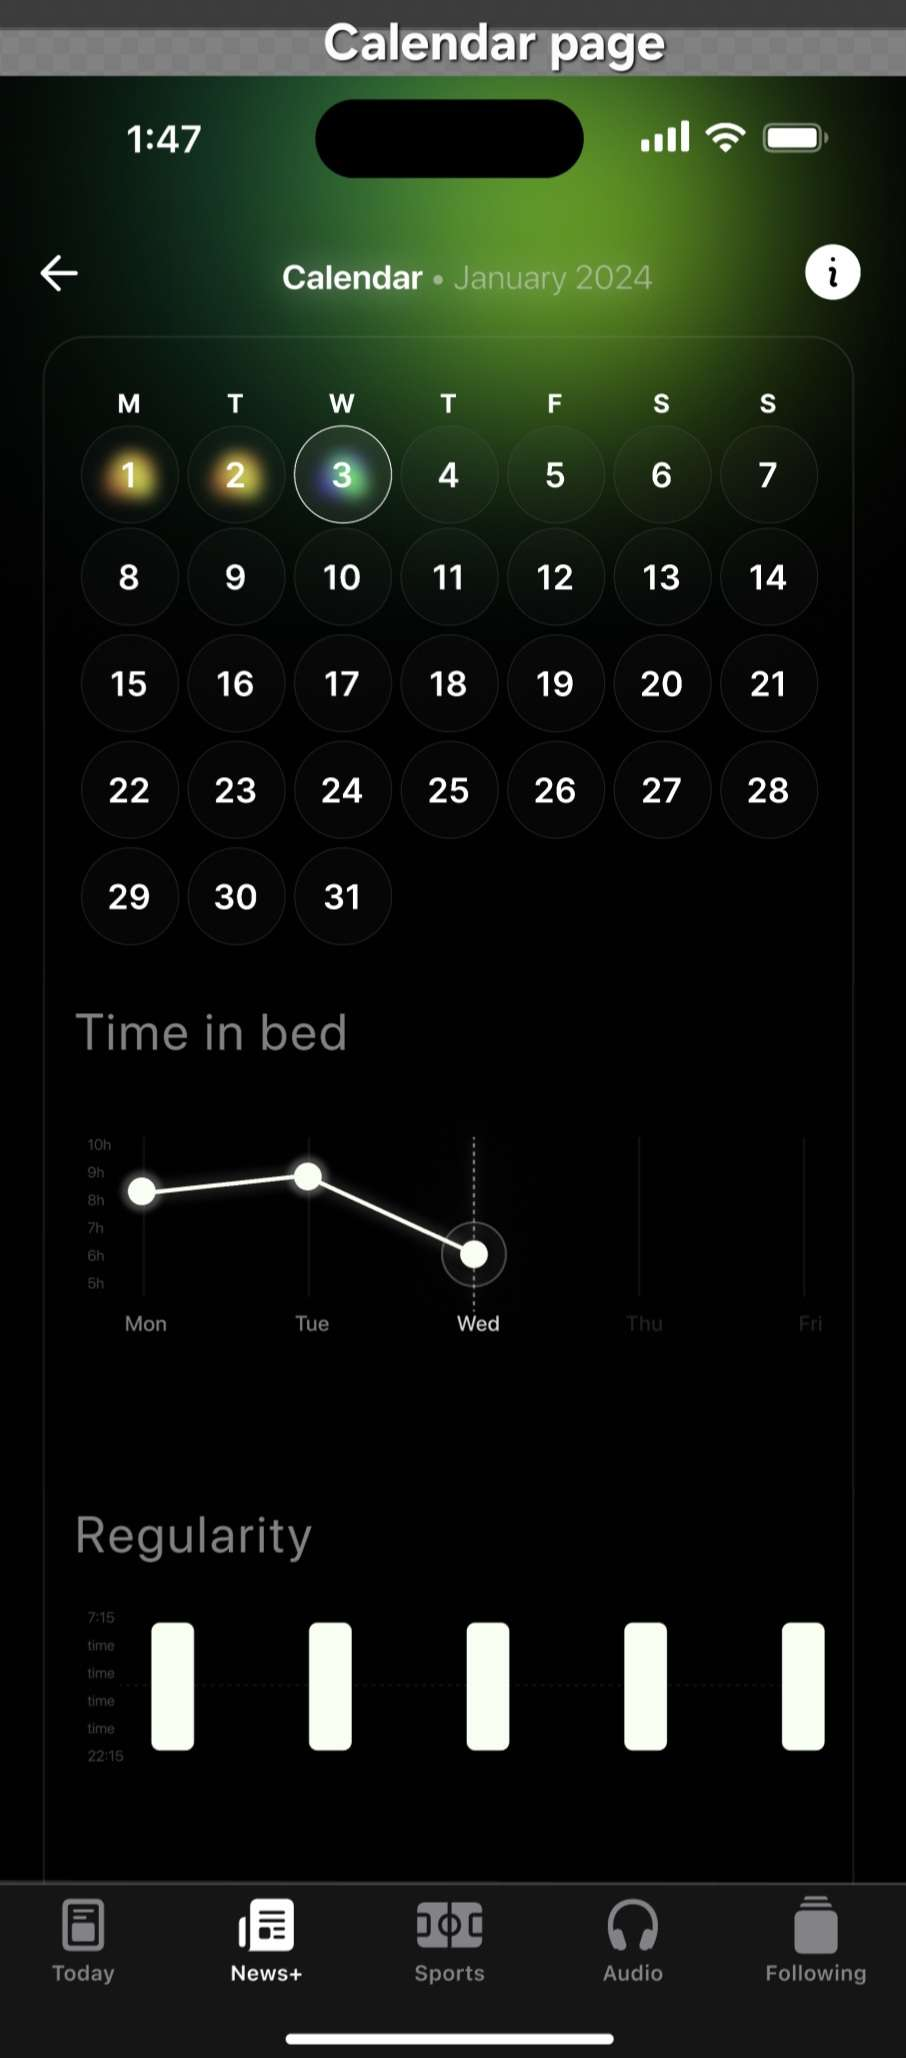 Calendar page
1:47
Calendar • January 2024
M T W T F S S
1 2 3 4 5 6 7
8 9 10 11 12 13 14
15 16 17 18 19 20 21
22 23 24 25 26 27 28
29 30 31
Time in bed
10h
9h
8h
7h
6h
5h
Mon Tue Wed Thu Fri
Regularity
7:15
time
time
time
time
22:15
Today News+ Sports Audio Following